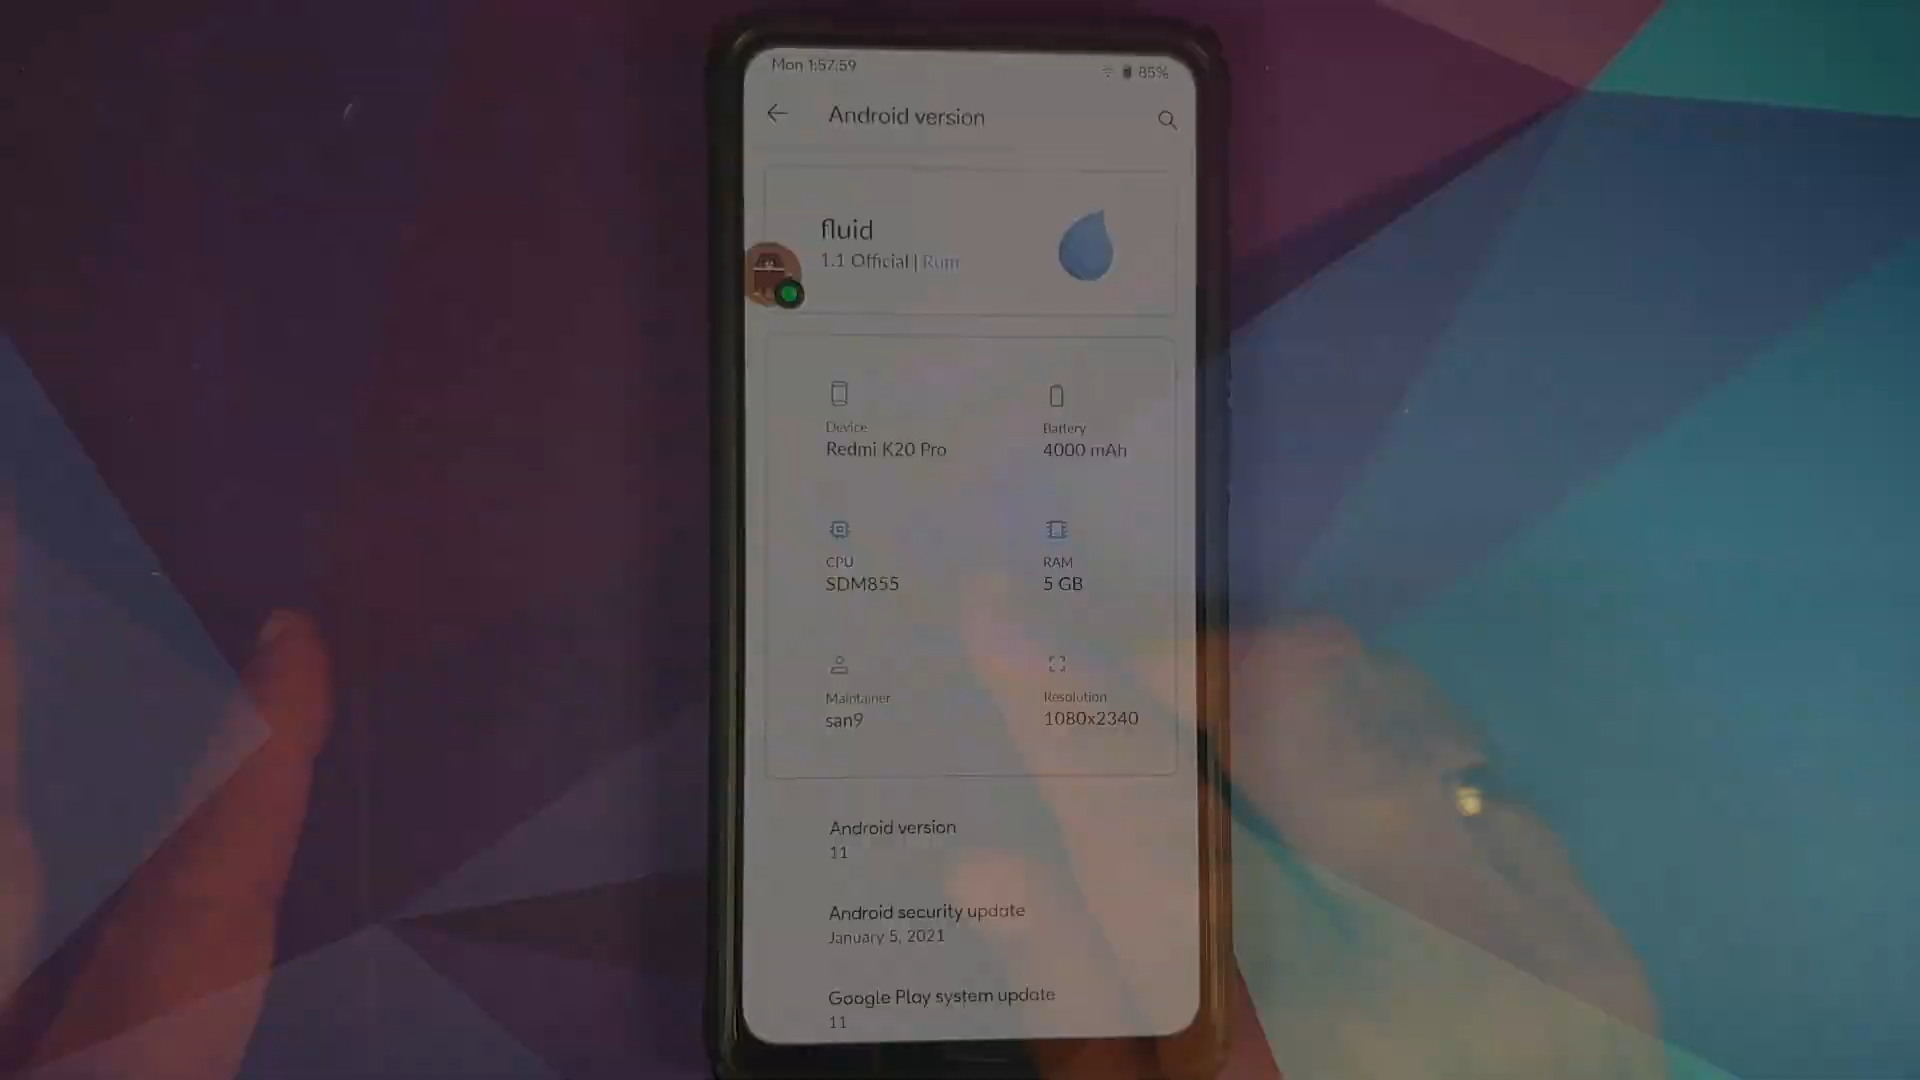 Mon 1:57:59
85%
Android version
fluid
1.1 Official | Rum
Device
Redmi K20 Pro
Battery
4000 mAh
CPU
SDM855
RAM
5 GB
Maintainer
san9
Resolution
1080x2340
Android version
11
Android security update
January 5, 2021
Google Play system update
11